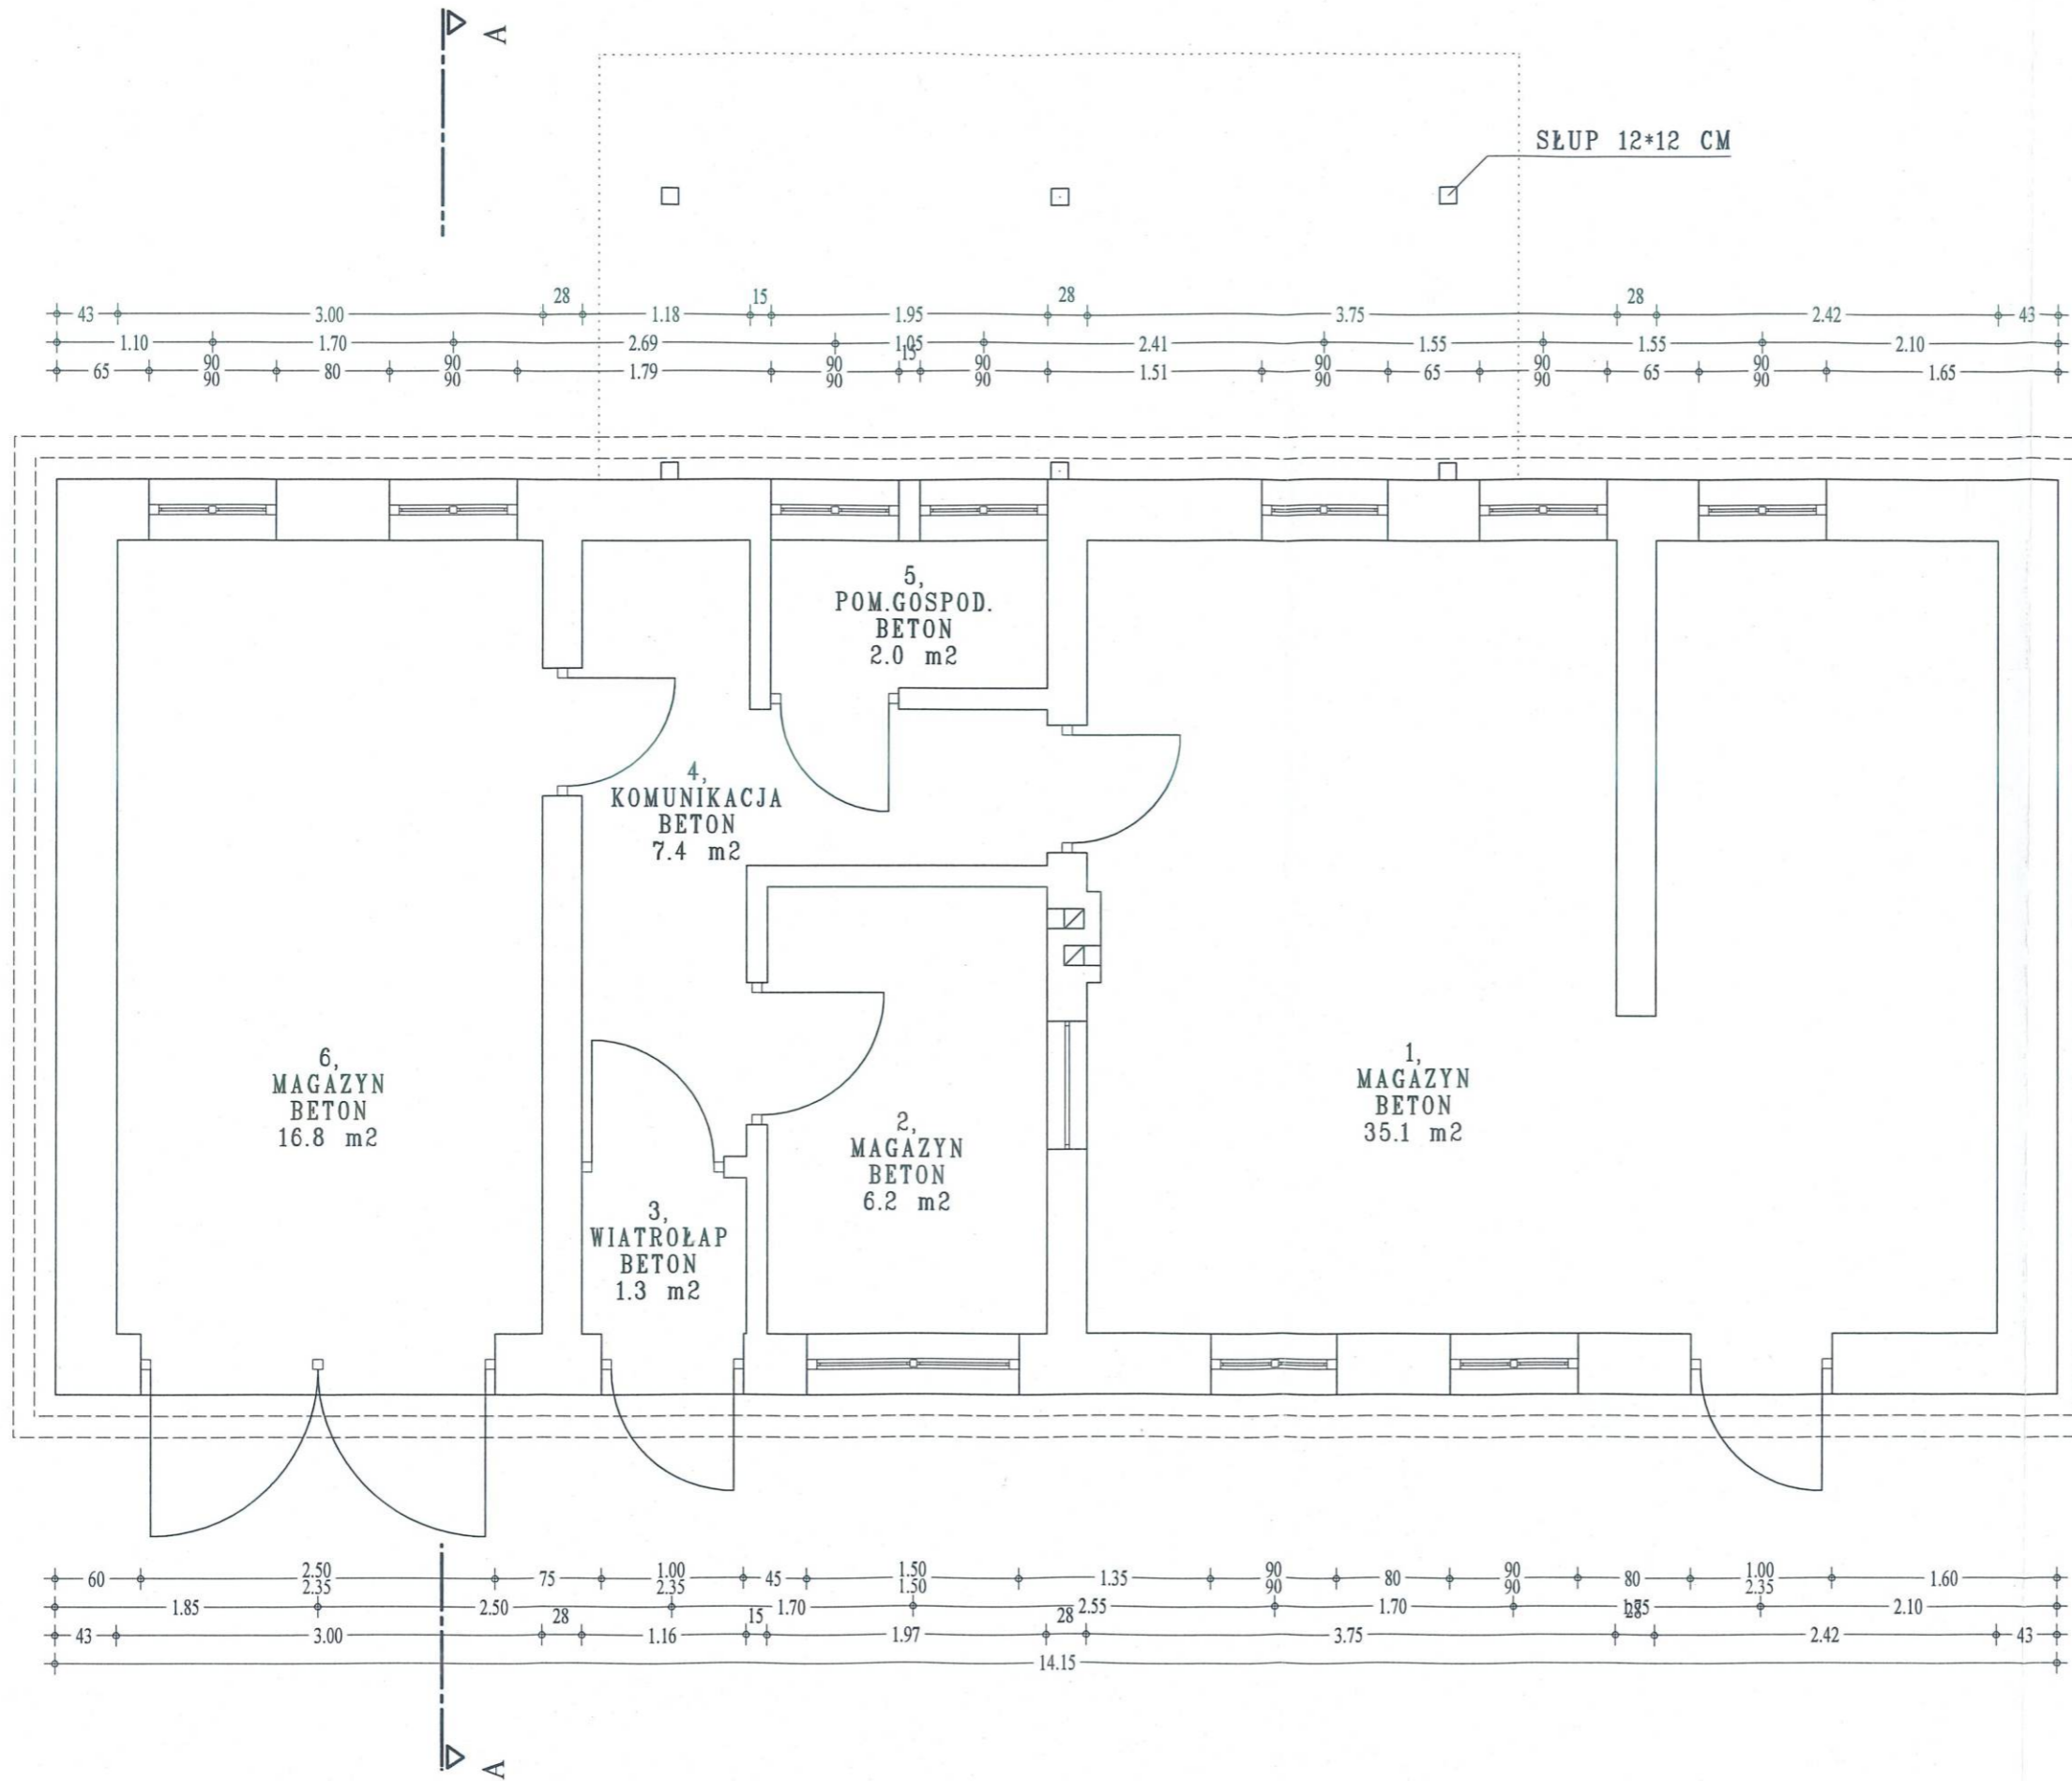 A
SŁUP 12*12 CM
43 3.00 28 1.18 15 1.95 28 3.75 28 2.42 43
1.10 1.70 2.69 1.05 2.41 1.55 1.55 2.10
65 90 90 80 90 90 1.79 90 90 15 90 90 1.51 90 90 65 90 90 65 90 90 1.65
5,
POM.GOSPOD.
BETON
2.0 m2
4,
KOMUNIKACJA
BETON
7.4 m2
6,
MAGAZYN
BETON
16.8 m2
1,
MAGAZYN
BETON
35.1 m2
2,
MAGAZYN
BETON
6.2 m2
3,
WIATROŁAP
BETON
1.3 m2
60 2.50 2.35 75 1.00 2.35 45 1.50 1.50 1.35 90 90 80 90 90 80 1.00 2.35 1.60
1.85 2.50 1.70 2.55 1.70 2.10
43 3.00 28 1.16 15 1.97 28 3.75 2.42 43
14.15
A